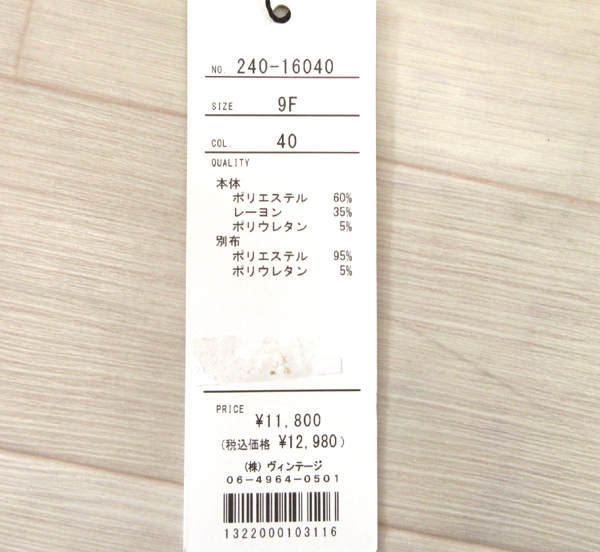 NO. 240-16040
SIZE 9F
COL. 40
QUALITY
本体
ポリエステル 60%
レーヨン 35%
ポリウレタン 5%
別布
ポリエステル 95%
ポリウレタン 5%
PRICE
¥11,800
(税込価格 ¥12,980)
(株)ヴィンテージ
06-4964-0501
1322000103116